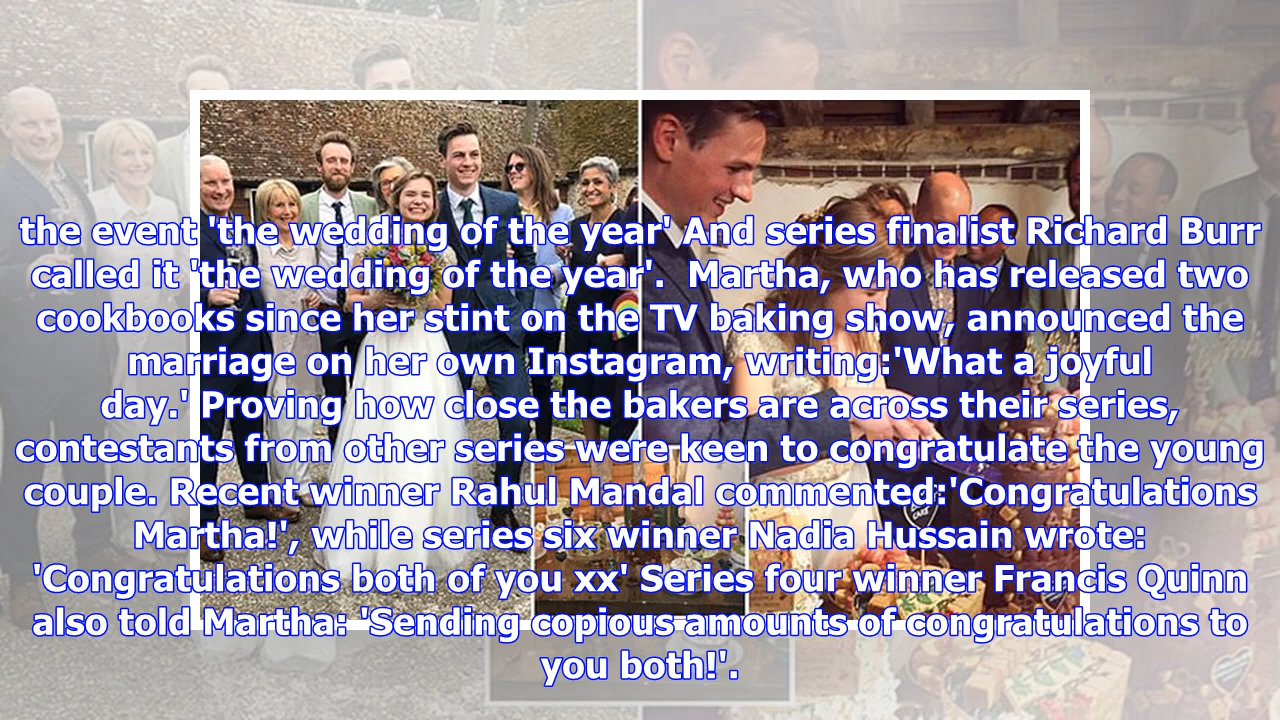 the event 'the wedding of the year' And series finalist Richard Burr
called it 'the wedding of the year'.  Martha, who has released two
cookbooks since her stint on the TV baking show, announced the
marriage on her own Instagram, writing:'What a joyful
day.' Proving how close the bakers are across their series,
contestants from other series were keen to congratulate the young
couple. Recent winner Rahul Mandal commented:'Congratulations
Martha!', while series six winner Nadia Hussain wrote:
'Congratulations both of you xx' Series four winner Francis Quinn
also told Martha: 'Sending copious amounts of congratulations to
you both!'.